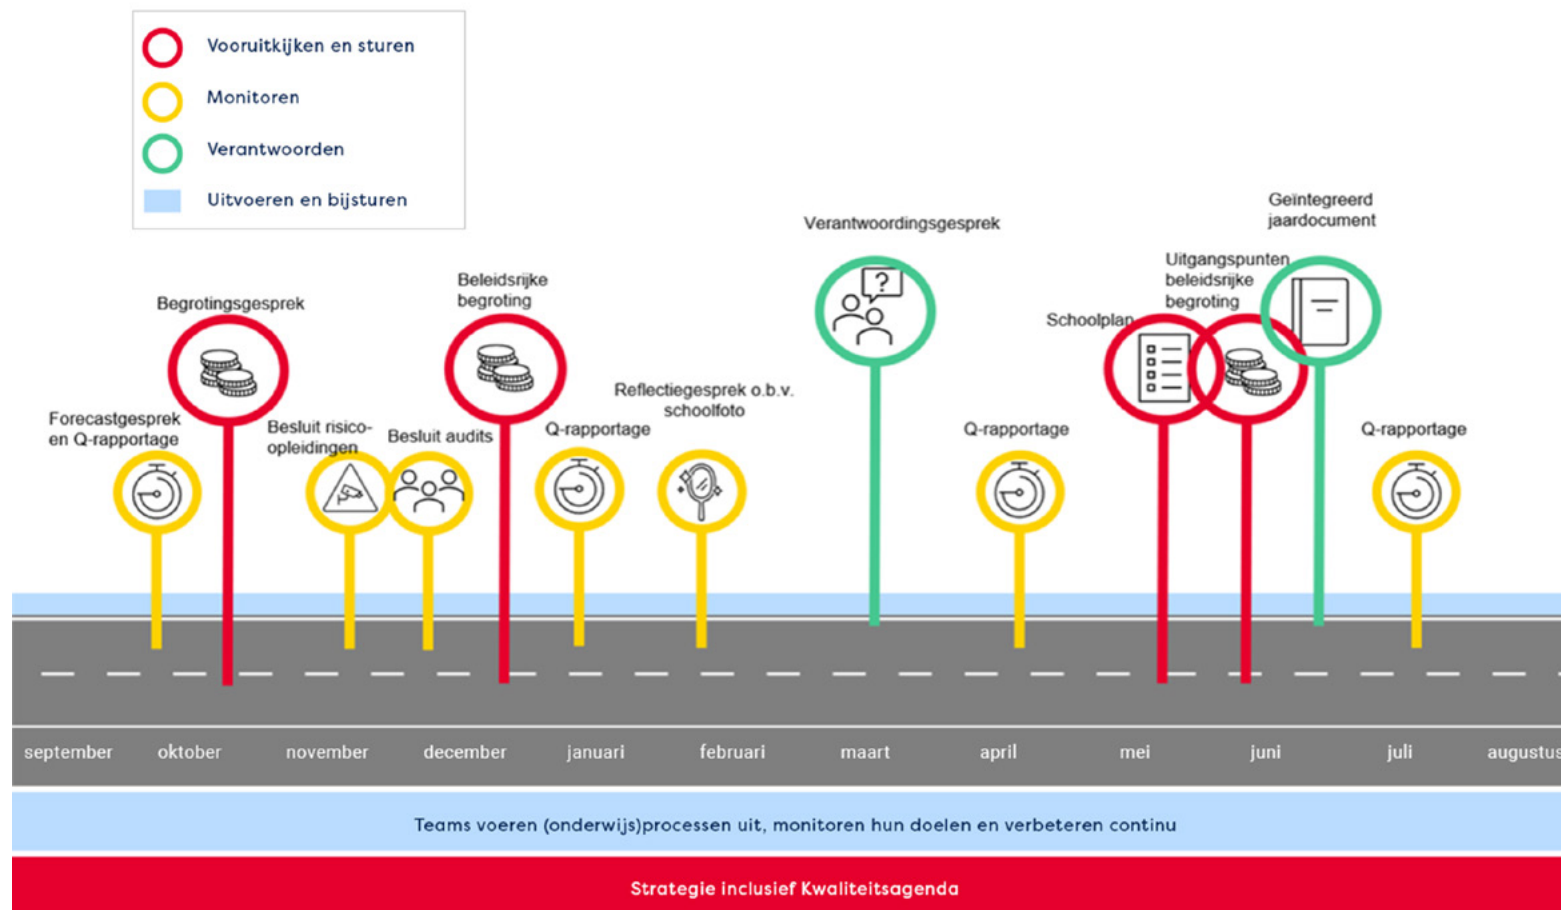 Vooruitkijken en sturen
Monitoren
Verantwoorden
Uitvoeren en bijsturen
Geïntegreerd
jaardocument
Verantwoordingsgesprek
Uitgangspunten
beleidsrijke
begroting
Beleidsrijke
begroting
Begrotingsgesprek
Schoolplan
Reflectiegesprek o.b.v.
schoolfoto
Forecastgesprek
en Q-rapportage
Besluit risico-
opleidingen
Besluit audits
Q-rapportage
Q-rapportage
Q-rapportage
?
september oktober november december januari februari maart april mei juni juli augustus
Teams voeren (onderwijs)processen uit, monitoren hun doelen en verbeteren continu
Strategie inclusief Kwaliteitsagenda